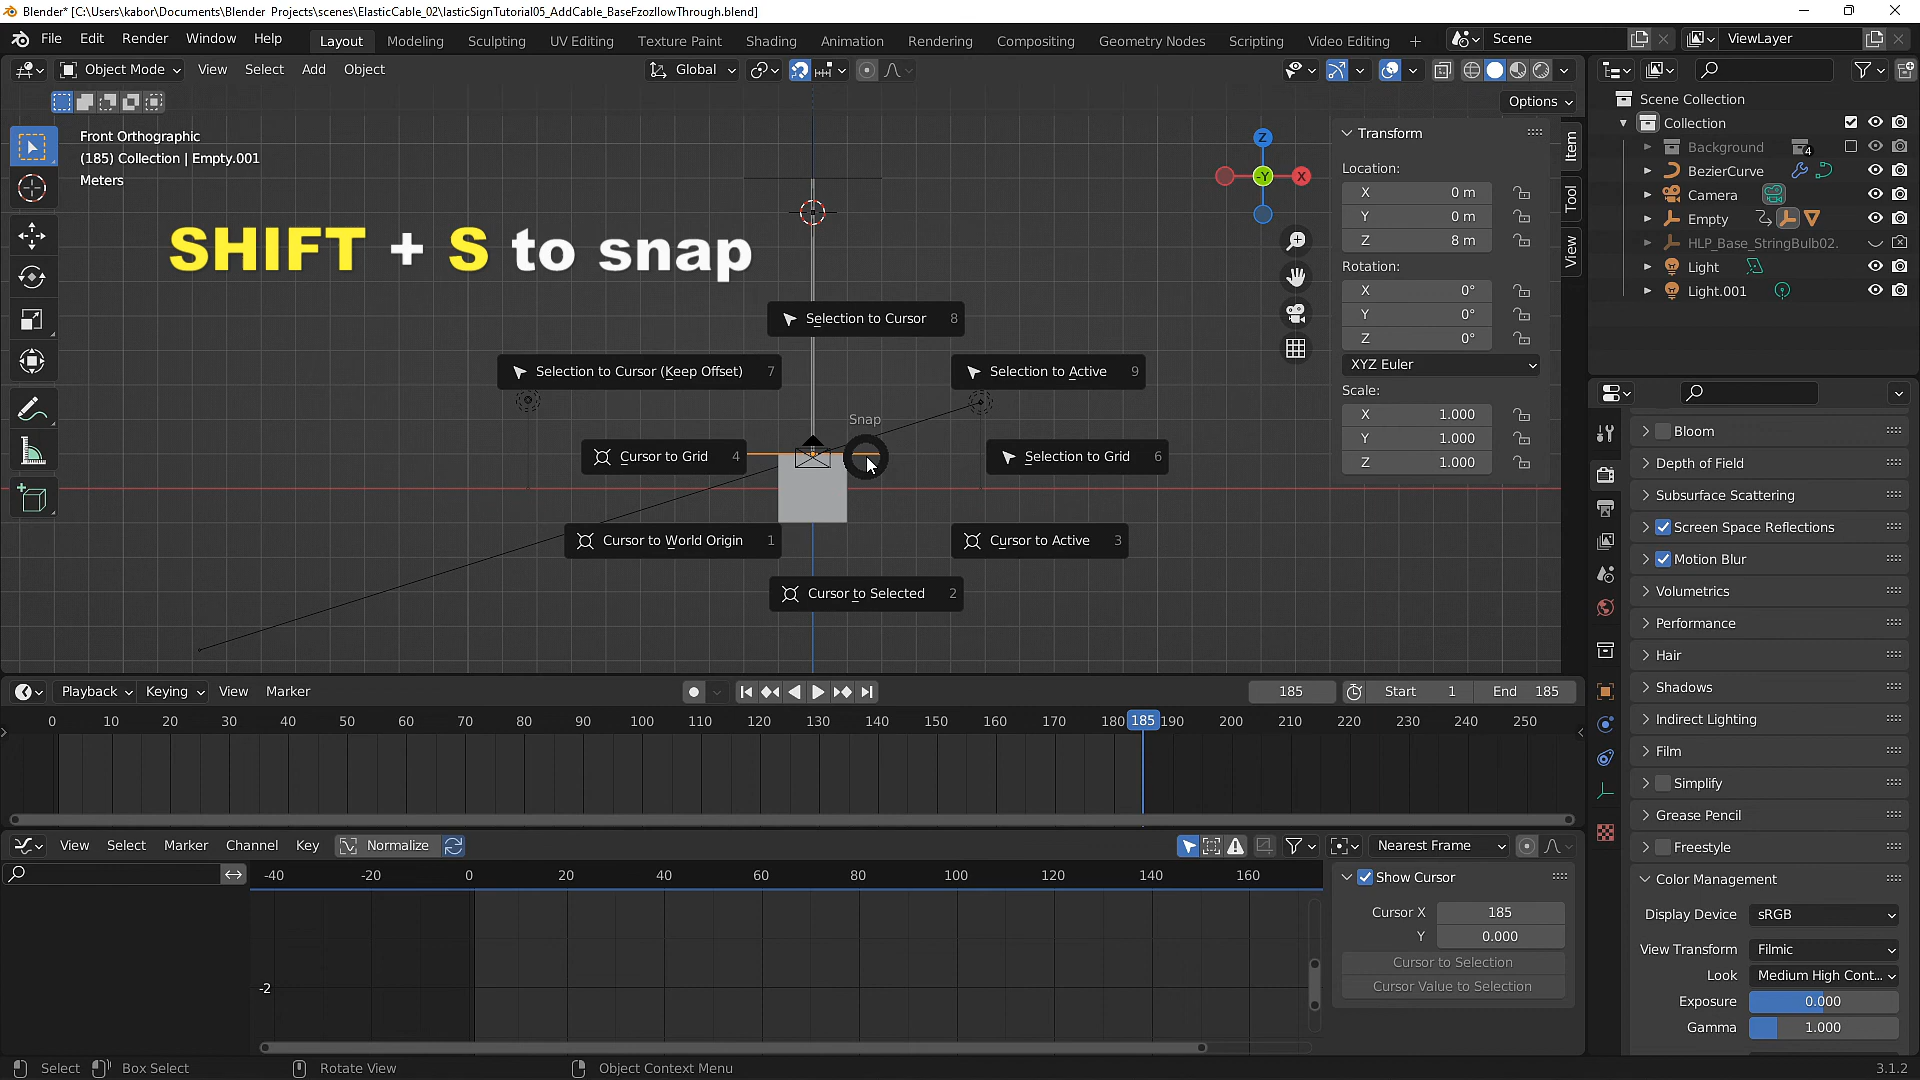 Blender* [C:\Users\kabor\Documents\Blender Projects\scenes\ElasticCable_02\lasticSignTutorial05_AddCable_BaseFzozllowThrough.blend]
File Edit Render Window Help
Layout Modeling Sculpting UV Editing Texture Paint Shading Animation Rendering Compositing Geometry Nodes Scripting Video Editing +
Scene
ViewLayer
Object Mode View Select Add Object
Global
Options
Front Orthographic
(185) Collection | Empty.001
Meters
SHIFT + S to snap
Z
-Y
X
Selection to Cursor 8
Selection to Cursor (Keep Offset) 7
Selection to Active 9
Snap
Cursor to Grid 4
Selection to Grid 6
Cursor to World Origin 1
Cursor to Active 3
Cursor to Selected 2
Transform
Location:
X 0 m
Y 0 m
Z 8 m
Rotation:
X 0°
Y 0°
Z 0°
XYZ Euler
Scale:
X 1.000
Y 1.000
Z 1.000
Item
Tool
View
Scene Collection
Collection
Background 4
BezierCurve
Camera
Empty
HLP_Base_StringBulb02.
Light
Light.001
Bloom
Depth of Field
Subsurface Scattering
Screen Space Reflections
Motion Blur
Volumetrics
Performance
Hair
Shadows
Indirect Lighting
Film
Simplify
Grease Pencil
Freestyle
Color Management
Display Device sRGB
View Transform Filmic
Look Medium High Cont...
Exposure 0.000
Gamma 1.000
Playback Keying View Marker
185 Start 1 End 185
0 10 20 30 40 50 60 70 80 90 100 110 120 130 140 150 160 170 180 185 190 200 210 220 230 240 250
View Select Marker Channel Key Normalize
Nearest Frame
-40 -20 0 20 40 60 80 100 120 140 160
-2
Show Cursor
Cursor X 185
Y 0.000
Cursor to Selection
Cursor Value to Selection
Select Box Select Rotate View Object Context Menu
3.1.2